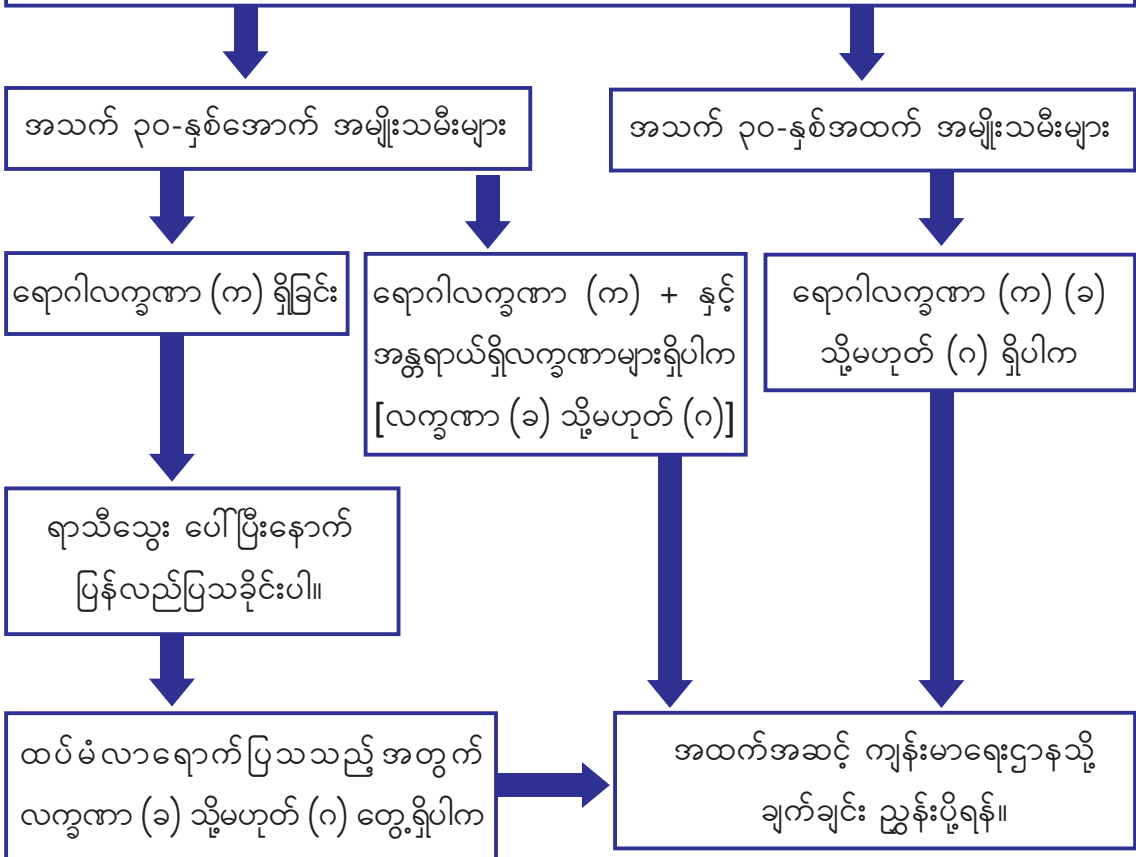 အသက် ၃၀-နှစ်အောက် အမျိုးသမီးများ
အသက် ၃၀-နှစ်အထက် အမျိုးသမီးများ
ရောဂါလက္ခဏာ (က) ရှိခြင်း
ရောဂါလက္ခဏာ (က) + နှင့်
အန္တရာယ်ရှိလက္ခဏာများရှိပါက
[လက္ခဏာ (ခ) သို့မဟုတ် (ဂ)]
ရောဂါလက္ခဏာ (က) (ခ)
သို့မဟုတ် (ဂ) ရှိပါက
ရာသီသွေး ပေါ်ပြီးနောက်
ပြန်လည်ပြသခိုင်းပါ။
ထပ်မံလာရောက်ပြသသည့်အတွက်
လက္ခဏာ (ခ) သို့မဟုတ် (ဂ) တွေ့ရှိပါက
အထက်အဆင့် ကျန်းမာရေးဌာနသို့
ချက်ချင်း ညွှန်းပို့ရန်။